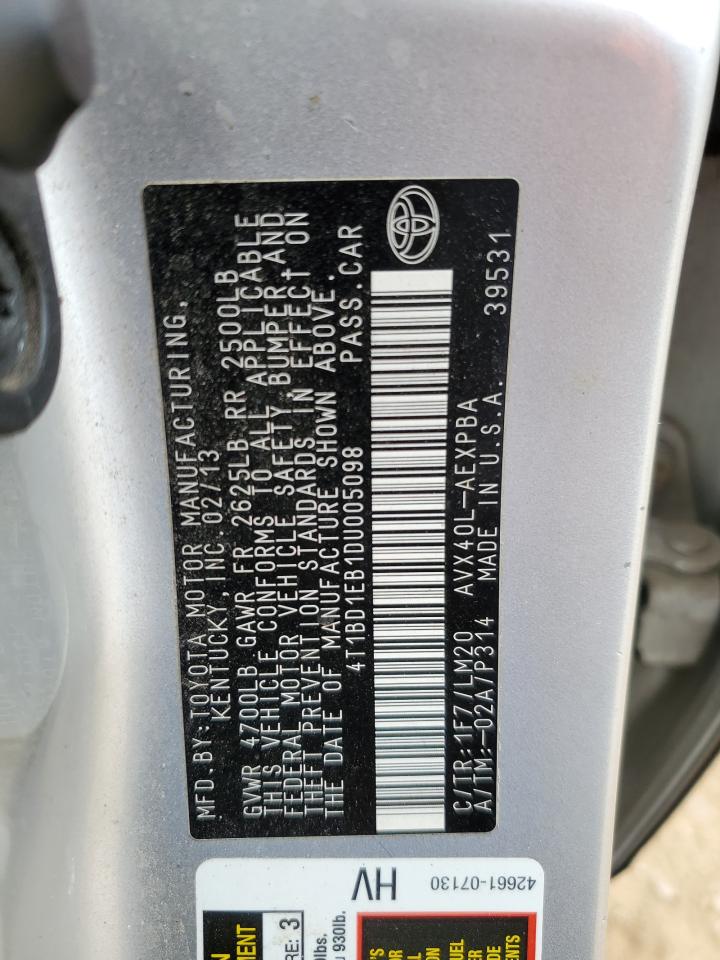 MFD. BY: TOYOTA MOTOR MANUFACTURING,
KENTUCKY, INC. 02/13
GVWR 4700LB GAWR FR 2625LB RR 2500LB
THIS VEHICLE CONFORMS TO ALL APPLICABLE
FEDERAL MOTOR VEHICLE SAFETY, BUMPER, AND
THEFT PREVENTION STANDARDS IN EFFECT ON
THE DATE OF MANUFACTURE SHOWN ABOVE.
4T1BD1EB1DU005098 PASS. CAR
C/TR: 1F7/LM20 AVX40L-AEXPBA
A/TM: -02A/P314 MADE IN U.S.A. 39531
HV
42661-07130
RE: 3
930lb.